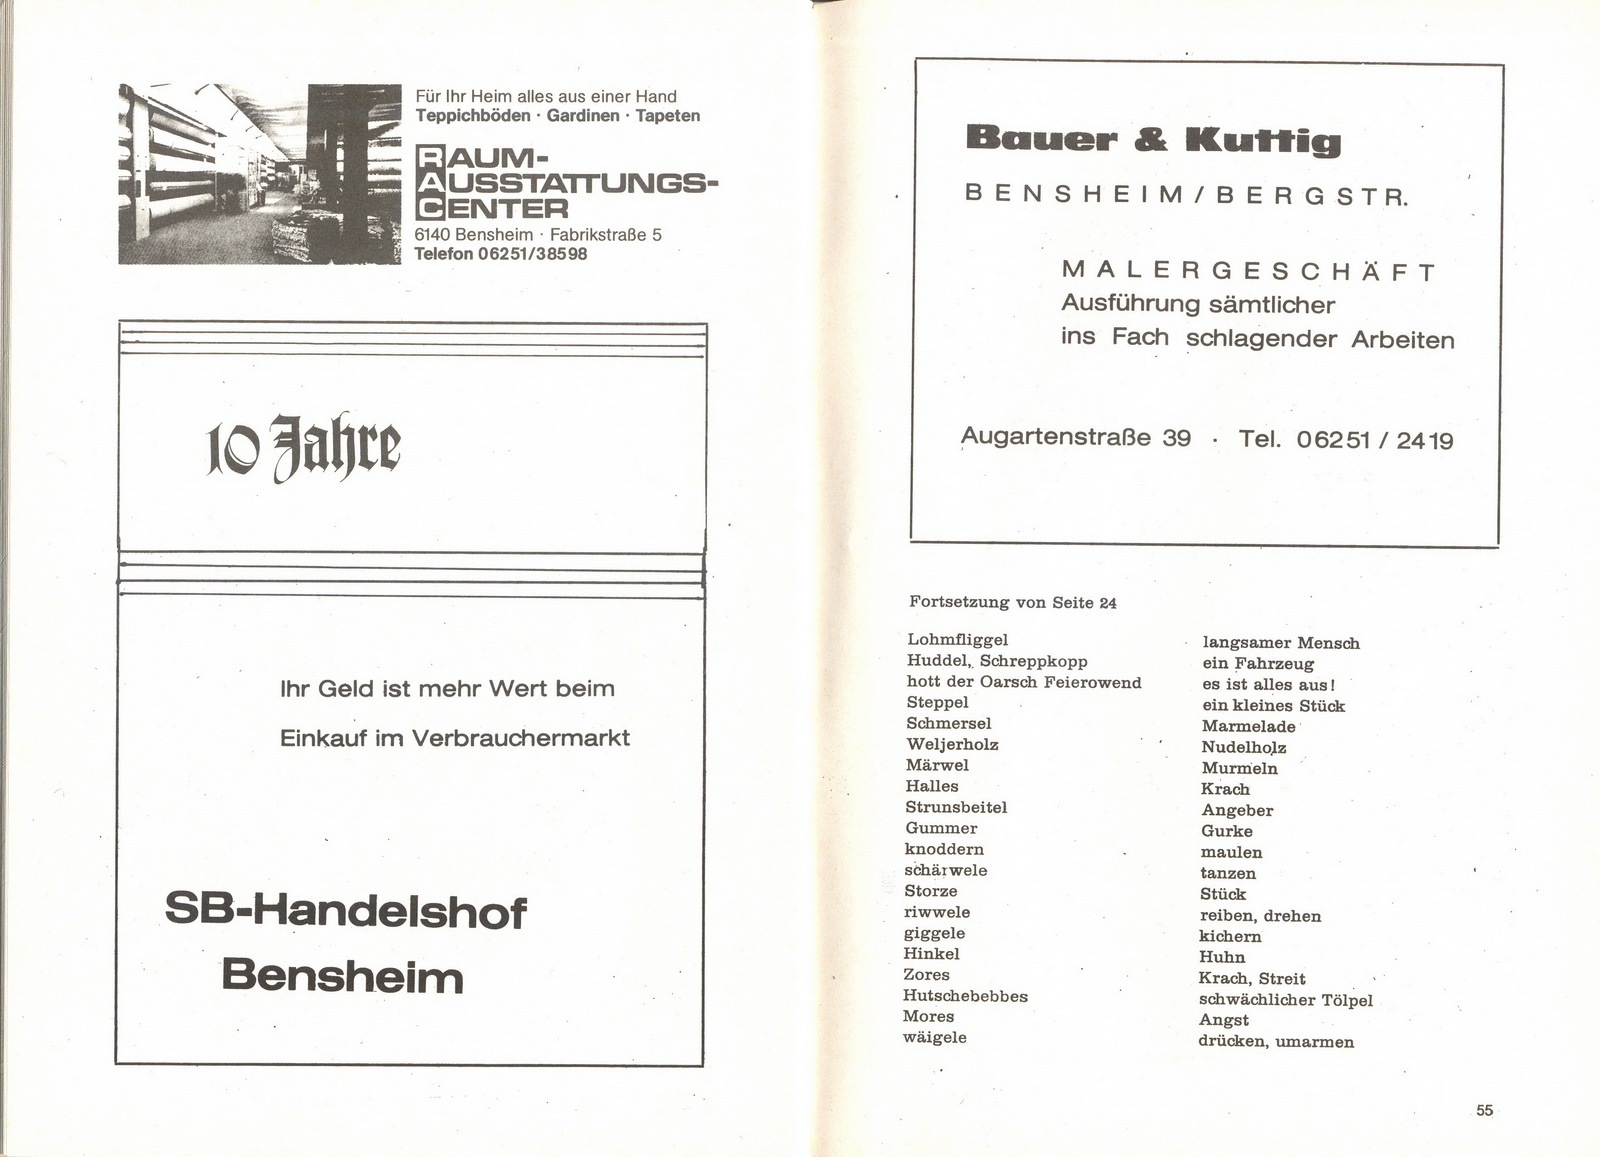 Für Ihr Heim alles aus einer Hand
Teppichböden · Gardinen · Tapeten
RAUM-
AUSSTATTUNGS-
CENTER
6140 Bensheim · Fabrikstraße 5
Telefon 06251/38598
10 Jahre
Ihr Geld ist mehr Wert beim
Einkauf im Verbrauchermarkt
SB-Handelshof
Bensheim
Bauer & Kuttig
BENSHEIM/BERGSTR.
MALERGESCHÄFT
Ausführung sämtlicher
ins Fach schlagender Arbeiten
Augartenstraße 39 · Tel. 06251 / 2419
Fortsetzung von Seite 24
Lohmfliggel langsamer Mensch
Huddel, Schreppkopp ein Fahrzeug
hott der Oarsch Feierowend es ist alles aus!
Steppel ein kleines Stück
Schmersel Marmelade
Weljerholz Nudelholz
Märwel Murmeln
Halles Krach
Strunsbeitel Angeber
Gummer Gurke
knoddern maulen
schärwele tanzen
Storze Stück
riwwele reiben, drehen
giggele kichern
Hinkel Huhn
Zores Krach, Streit
Hutschebebbes schwächlicher Tölpel
Mores Angst
wäigele drücken, umarmen
55